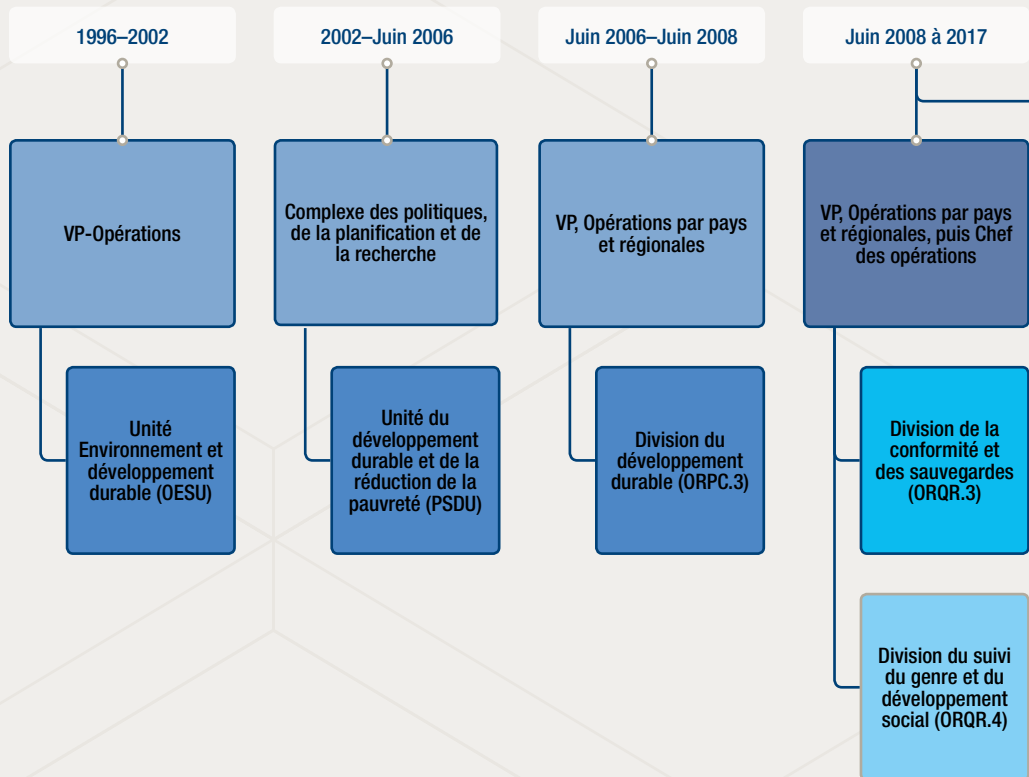 1996–2002
2002–Juin 2006
Juin 2006–Juin 2008
Juin 2008 à 2017
VP-Opérations
Complexe des politiques,
de la planification et de
la recherche
VP, Opérations par pays
et régionales
VP, Opérations par pays
et régionales, puis Chef
des opérations
Unité
Environnement et
développement
durable (OESU)
Unité du
développement
durable et de la
réduction de la
pauvreté (PSDU)
Division du
développement
durable (ORPC.3)
Division de la
conformité et
des sauvegardes
(ORQR.3)
Division du suivi
du genre et du
développement
social (ORQR.4)